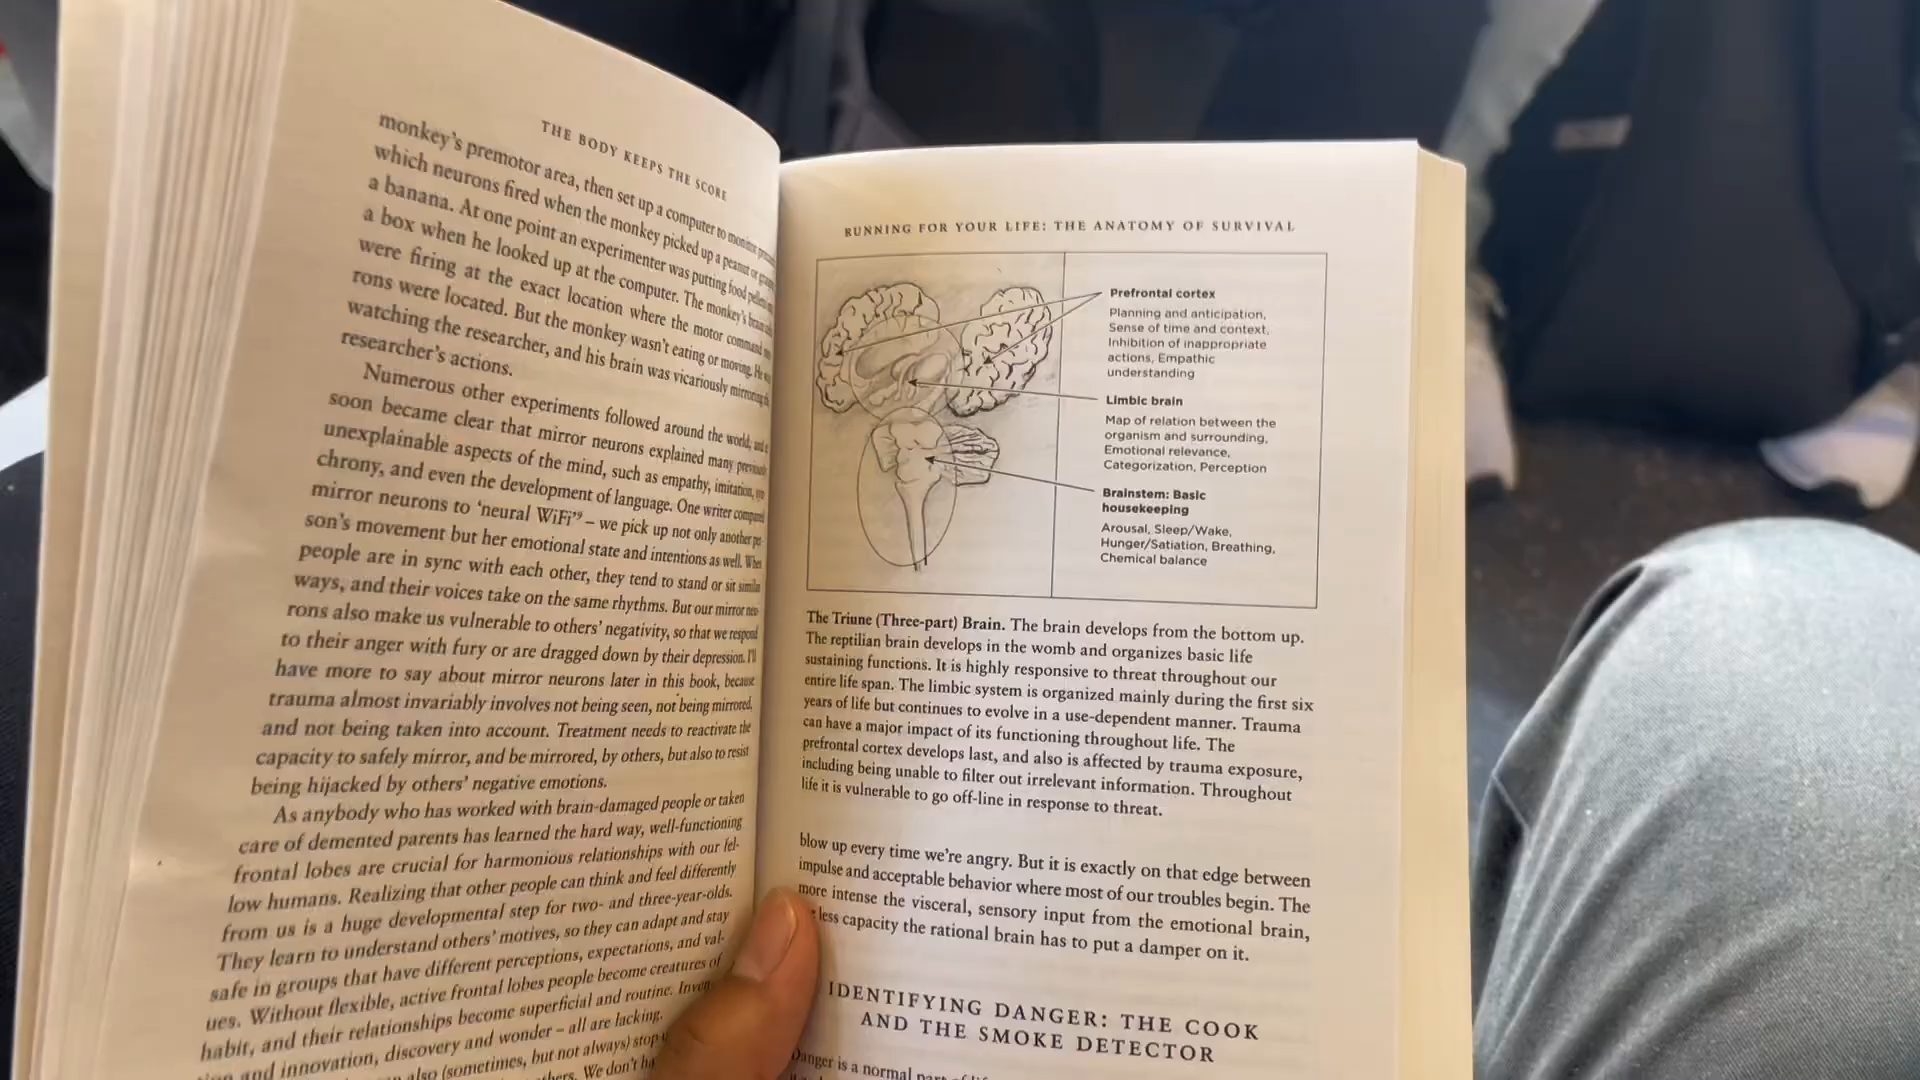 THE BODY KEEPS THE SCORE
monkey's premotor area, then set up a computer to monitor
which neurons fired when the monkey picked up a peanut or
a banana. At one point an experimenter was putting food pellets
a box when he looked up at the computer. The monkey's brain
were firing at the exact location where the motor command
rons were located. But the monkey wasn't eating or moving. He
watching the researcher, and his brain was vicariously mirroring
researcher's actions.
Numerous other experiments followed around the world, and
soon became clear that mirror neurons explained many previously
unexplainable aspects of the mind, such as empathy, imitation,
chrony, and even the development of language. One writer compared
mirror neurons to 'neural WiFi'⁹ – we pick up not only another per-
son's movement but her emotional state and intentions as well. When
people are in sync with each other, they tend to stand or sit similar
ways, and their voices take on the same rhythms. But our mirror neu-
rons also make us vulnerable to others' negativity, so that we respond
to their anger with fury or are dragged down by their depression. I'll
have more to say about mirror neurons later in this book, because
trauma almost invariably involves not being seen, not being mirrored,
and not being taken into account. Treatment needs to reactivate the
capacity to safely mirror, and be mirrored, by others, but also to resist
being hijacked by others' negative emotions.
As anybody who has worked with brain-damaged people or taken
care of demented parents has learned the hard way, well-functioning
frontal lobes are crucial for harmonious relationships with our fel-
low humans. Realizing that other people can think and feel differently
from us is a huge developmental step for two- and three-year-olds.
They learn to understand others' motives, so they can adapt and stay
safe in groups that have different perceptions, expectations, and val-
ues. Without flexible, active frontal lobes people become creatures of
habit, and their relationships become superficial and routine.
and innovation, discovery and wonder – all are lacking.
also (sometimes, but not always) stop
We don't
RUNNING FOR YOUR LIFE: THE ANATOMY OF SURVIVAL
Prefrontal cortex
Planning and anticipation,
Sense of time and context,
Inhibition of inappropriate
actions, Empathic
understanding
Limbic brain
Map of relation between the
organism and surrounding,
Emotional relevance,
Categorization, Perception
Brainstem: Basic
housekeeping
Arousal, Sleep/Wake,
Hunger/Satiation, Breathing,
Chemical balance
The Triune (Three-part) Brain. The brain develops from the bottom up.
The reptilian brain develops in the womb and organizes basic life
sustaining functions. It is highly responsive to threat throughout our
entire life span. The limbic system is organized mainly during the first six
years of life but continues to evolve in a use-dependent manner. Trauma
can have a major impact of its functioning throughout life. The
prefrontal cortex develops last, and also is affected by trauma exposure,
including being unable to filter out irrelevant information. Throughout
life it is vulnerable to go off-line in response to threat.
blow up every time we're angry. But it is exactly on that edge between
impulse and acceptable behavior where most of our troubles begin. The
more intense the visceral, sensory input from the emotional brain,
less capacity the rational brain has to put a damper on it.
IDENTIFYING DANGER: THE COOK
AND THE SMOKE DETECTOR
Danger is a normal part of